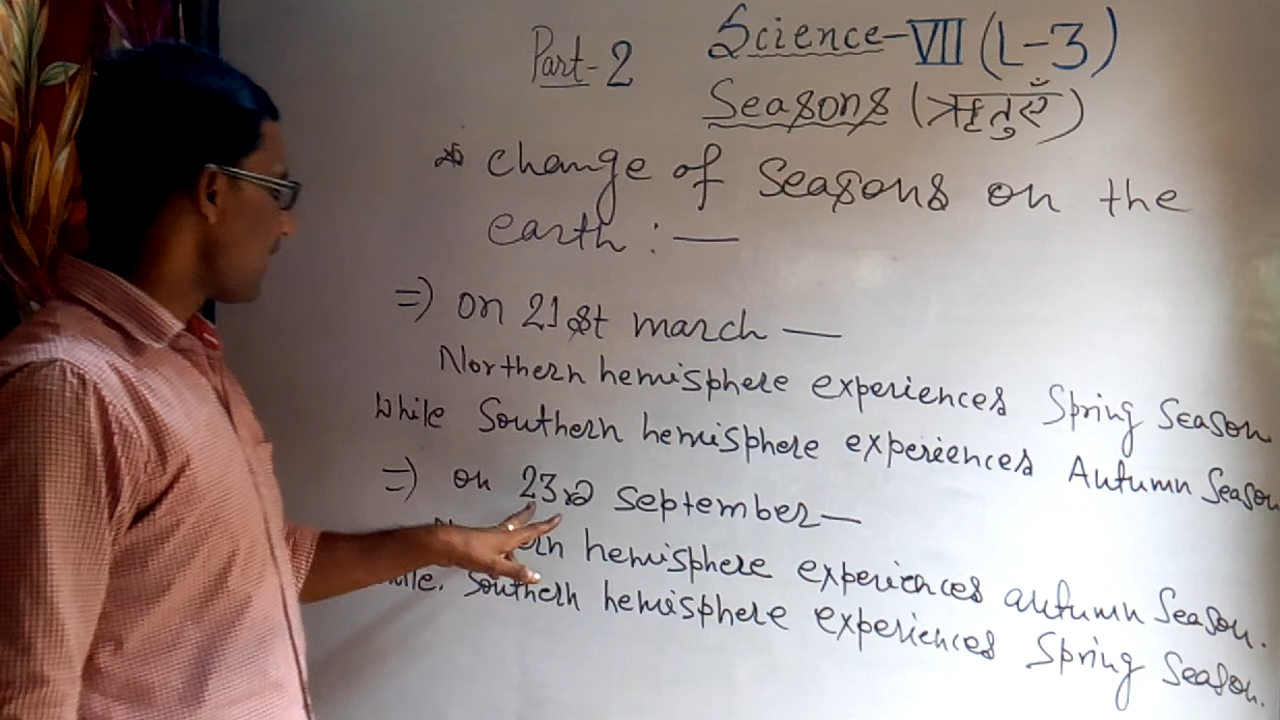 Part-2
Science-VII (L-3)
Seasons (ऋतुएँ)
* change of seasons on the
earth : —
=) on 21st march —
Northern hemisphere experiences Spring Season
while Southern hemisphere experiences Autumn Season
=) on 23rd September—
hemisphere experiences autumn Season.
Southern hemisphere experiences Spring Season.